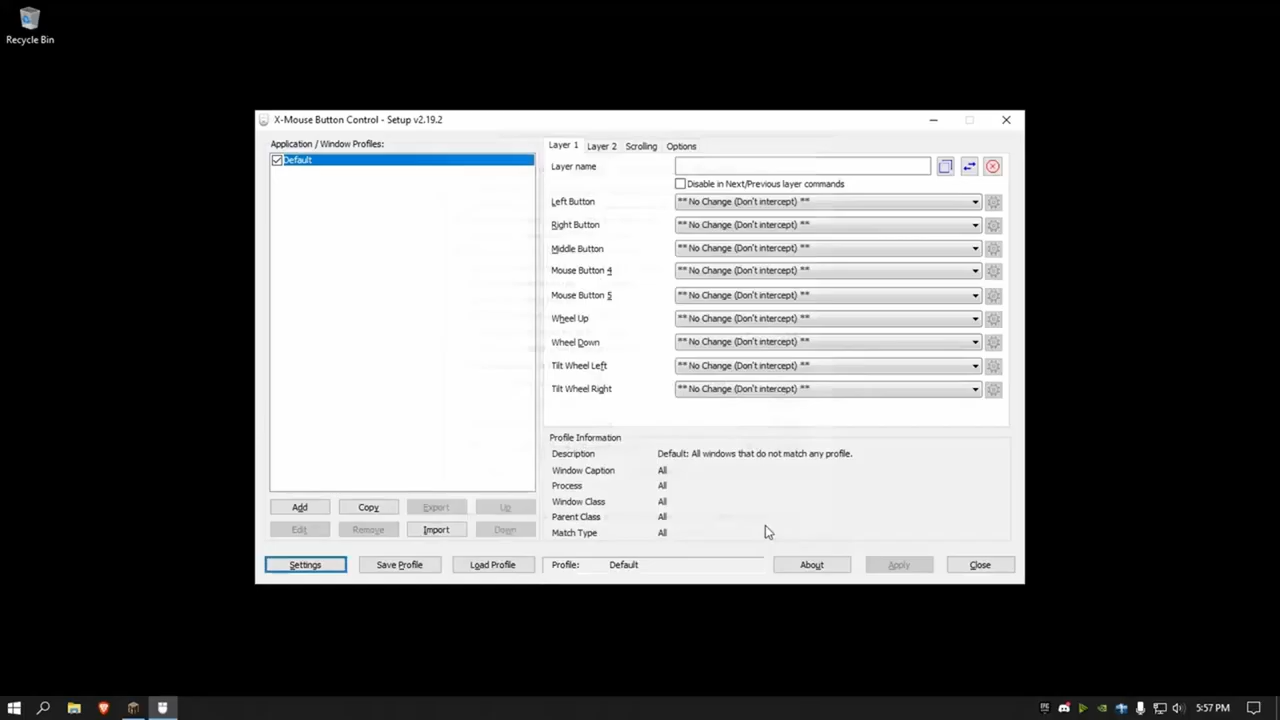 Recycle Bin
X-Mouse Button Control - Setup v2.19.2
Application / Window Profiles:
Default
Layer 1
Layer 2
Scrolling
Options
Layer name
Disable in Next/Previous layer commands
Left Button
** No Change (Don't intercept) **
Right Button
** No Change (Don't intercept) **
Middle Button
** No Change (Don't intercept) **
Mouse Button 4
** No Change (Don't intercept) **
Mouse Button 5
** No Change (Don't intercept) **
Wheel Up
** No Change (Don't intercept) **
Wheel Down
** No Change (Don't intercept) **
Tilt Wheel Left
** No Change (Don't intercept) **
Tilt Wheel Right
** No Change (Don't intercept) **
Profile Information
Description
Default: All windows that do not match any profile.
Window Caption
All
Process
All
Window Class
All
Parent Class
All
Match Type
All
Add
Copy
Export
Up
Edit
Remove
Import
Down
Settings
Save Profile
Load Profile
Profile:
Default
About
Apply
Close
5:57 PM